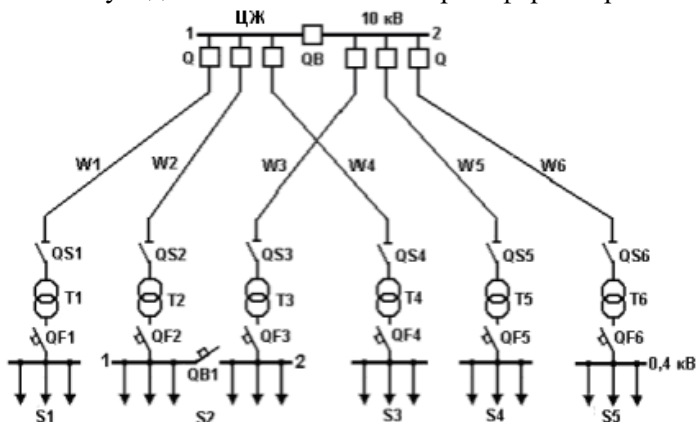 ЦЖ 10 кВ
1 2
Q QB Q
W1 W2 W3 W4 W5 W6
QS1 QS2 QS3 QS4 QS5 QS6
T1 T2 T3 T4 T5 T6
QF1 QF2 QF3 QF4 QF5 QF6
1 QB1 2 0,4 кВ
S1 S2 S3 S4 S5